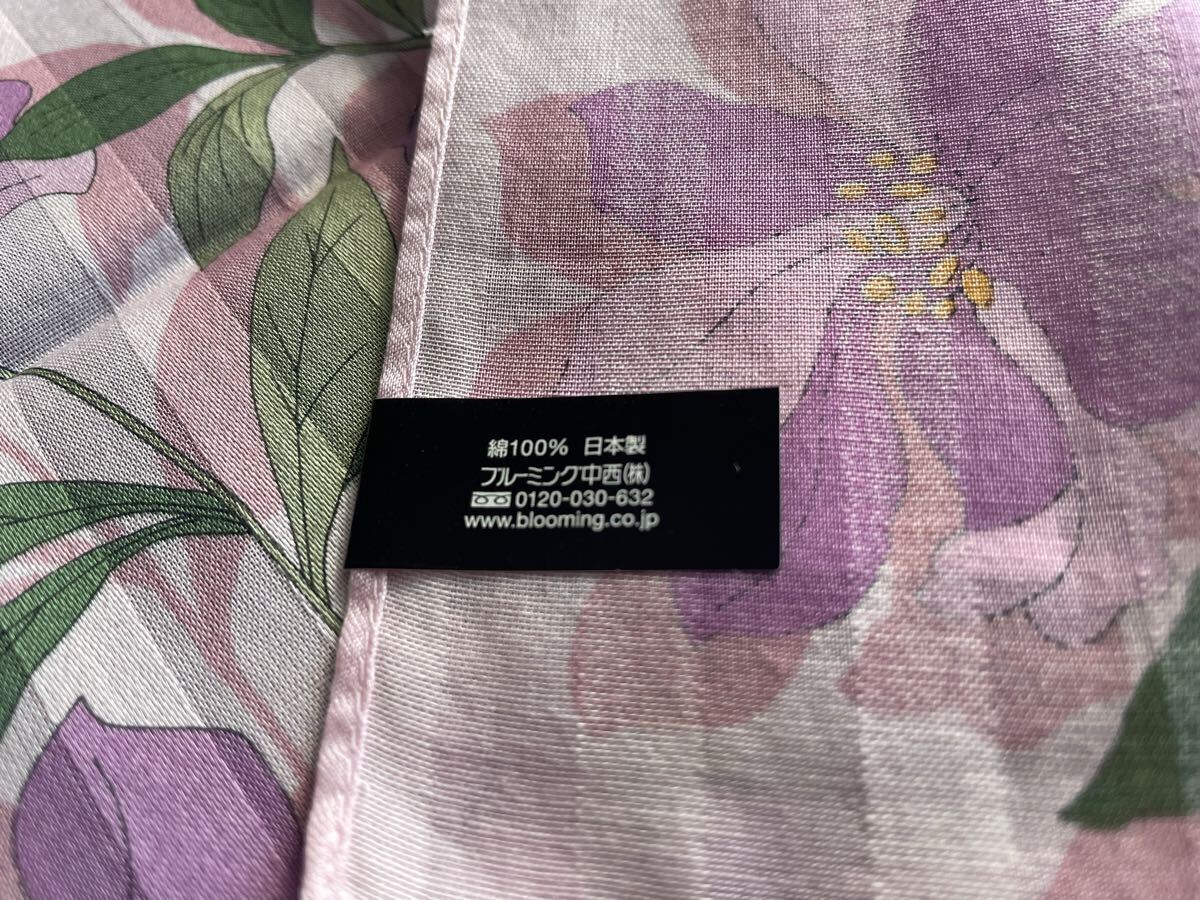 綿100% 日本製
ブルーミング中西㈱
0120-030-632
www.blooming.co.jp